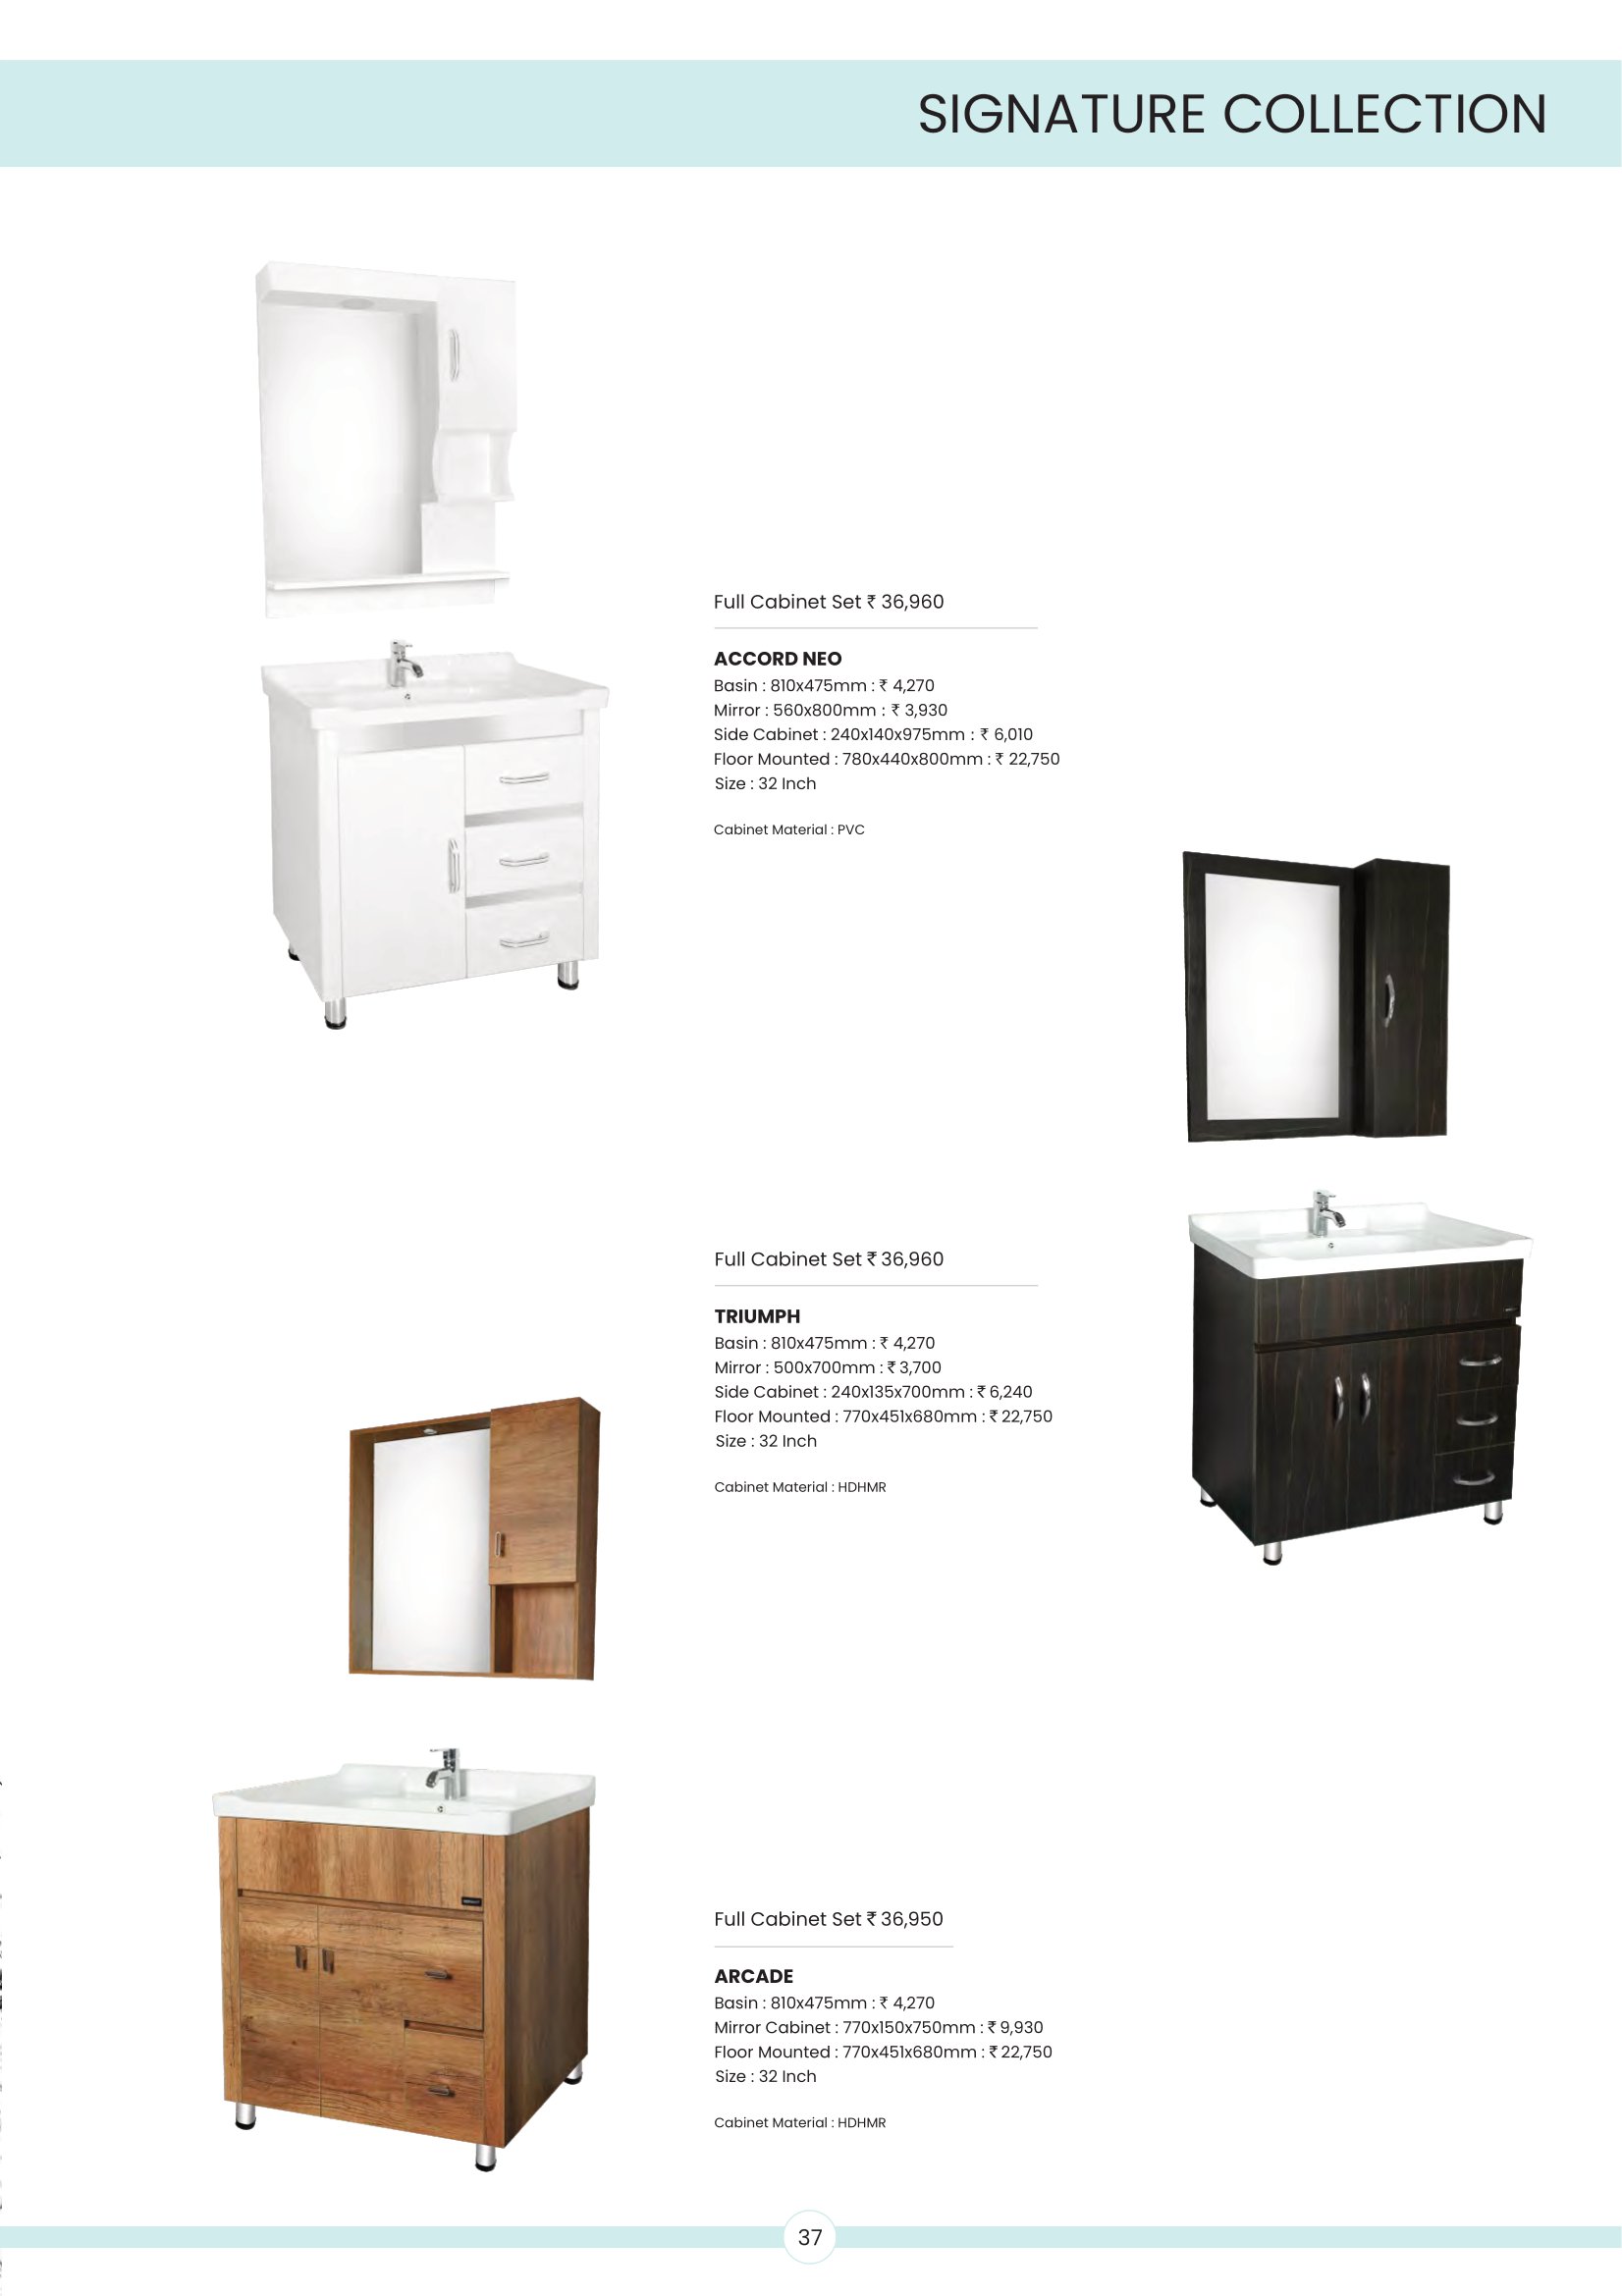 SIGNATURE COLLECTION
Full Cabinet Set ₹ 36,960
ACCORD NEO
Basin : 810x475mm : ₹ 4,270
Mirror : 560x800mm : ₹ 3,930
Side Cabinet : 240x140x975mm : ₹ 6,010
Floor Mounted : 780x440x800mm : ₹ 22,750
Size : 32 Inch
Cabinet Material : PVC
Full Cabinet Set ₹ 36,960
TRIUMPH
Basin : 810x475mm : ₹ 4,270
Mirror : 500x700mm : ₹ 3,700
Side Cabinet : 240x135x700mm : ₹ 6,240
Floor Mounted : 770x451x680mm : ₹ 22,750
Size : 32 Inch
Cabinet Material : HDHMR
Full Cabinet Set ₹ 36,950
ARCADE
Basin : 810x475mm : ₹ 4,270
Mirror Cabinet : 770x150x750mm : ₹ 9,930
Floor Mounted : 770x451x680mm : ₹ 22,750
Size : 32 Inch
Cabinet Material : HDHMR
37